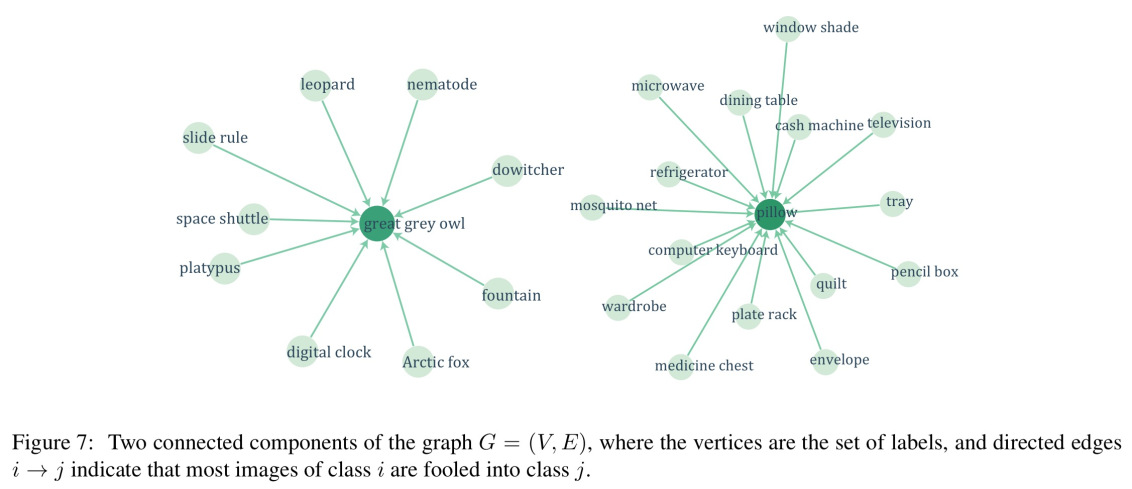 leopard
nematode
slide rule
dowitcher
space shuttle
great grey owl
platypus
fountain
digital clock
Arctic fox
window shade
microwave
dining table
cash machine
television
refrigerator
mosquito net
pillow
tray
computer keyboard
pencil box
quilt
wardrobe
plate rack
medicine chest
envelope
Figure 7: Two connected components of the graph G = (V, E), where the vertices are the set of labels, and directed edges
i → j indicate that most images of class i are fooled into class j.